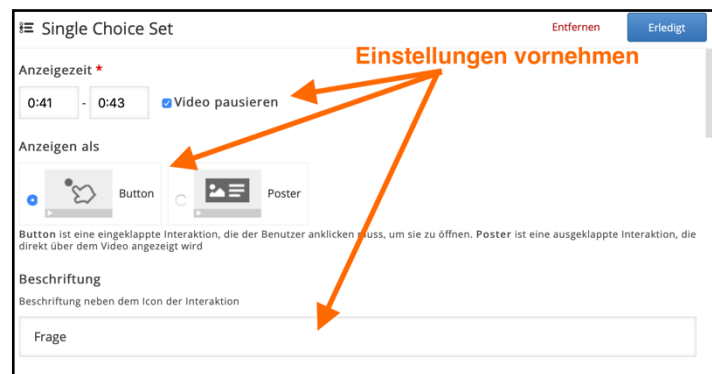 Single Choice Set
Entfernen
Erledigt
Einstellungen vornehmen
Anzeigezeit *
0:41 - 0:43 Video pausieren
Anzeigen als
Button
Poster
Button ist eine eingeklappte Interaktion, die der Benutzer anklicken muss, um sie zu öffnen. Poster ist eine ausgeklappte Interaktion, die
direkt über dem Video angezeigt wird
Beschriftung
Beschriftung neben dem Icon der Interaktion
Frage